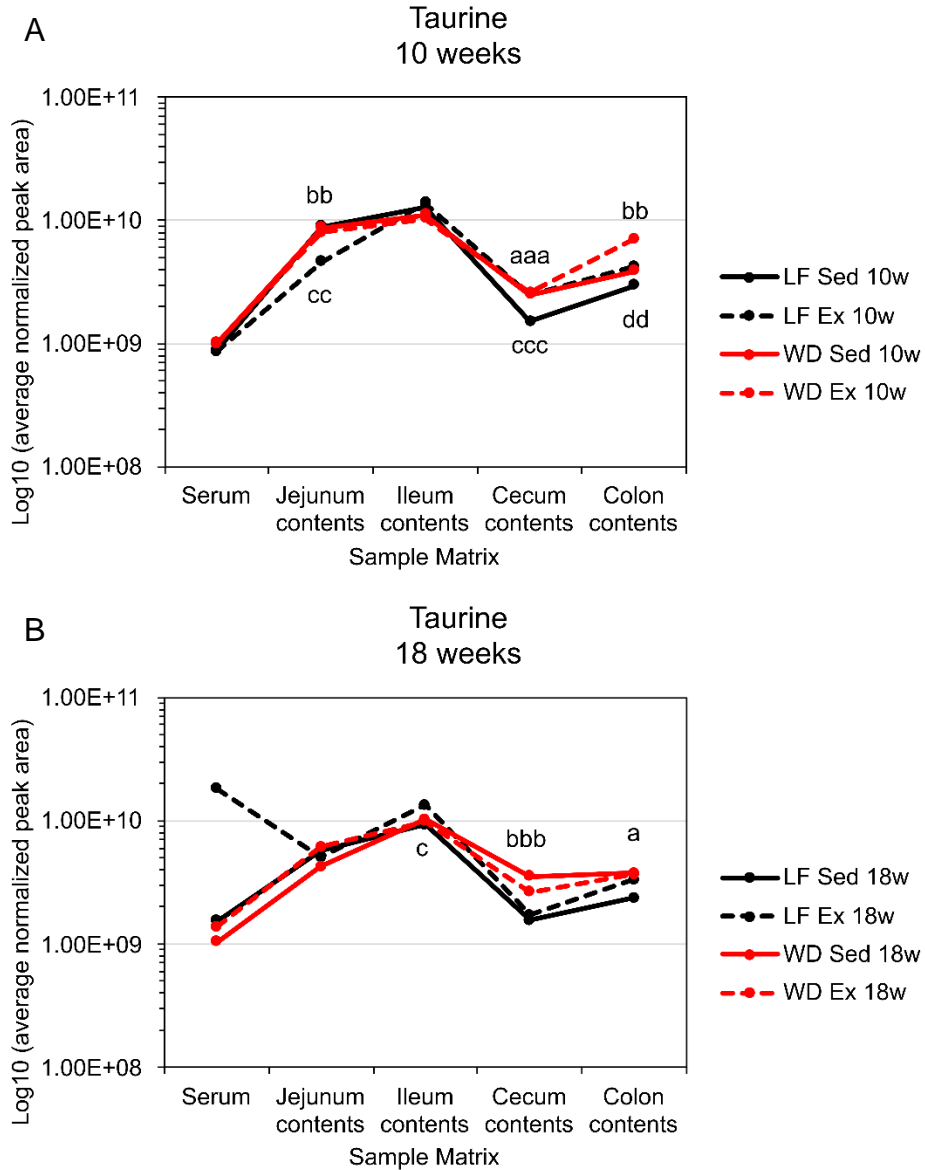 A
Taurine
10 weeks
Log10 (average normalized peak area)
1.00E+11
1.00E+10
1.00E+09
1.00E+08
bb
cc
aaa
ccc
bb
dd
Serum
Jejunum
contents
Ileum
contents
Cecum
contents
Colon
contents
Sample Matrix
LF Sed 10w
LF Ex 10w
WD Sed 10w
WD Ex 10w
B
Taurine
18 weeks
Log10 (average normalized peak area)
1.00E+11
1.00E+10
1.00E+09
1.00E+08
c
bbb
a
Serum
Jejunum
contents
Ileum
contents
Cecum
contents
Colon
contents
Sample Matrix
LF Sed 18w
LF Ex 18w
WD Sed 18w
WD Ex 18w